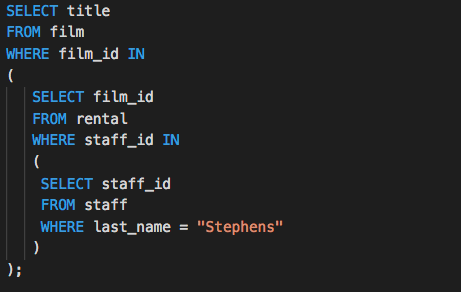 SELECT title
FROM film
WHERE film_id IN
(
SELECT film_id
FROM rental
WHERE staff_id IN
(
SELECT staff_id
FROM staff
WHERE last_name = "Stephens"
)
);